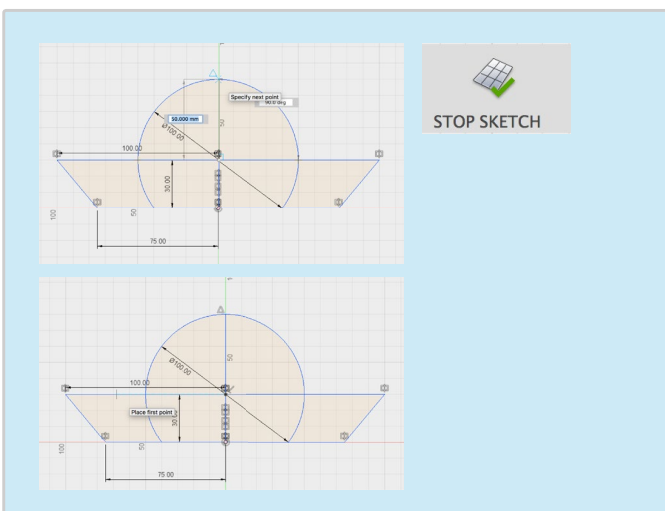 Specify next point
90.0 deg
50.000 mm
50
Ø100.00
100.00
30.00
100
50
75.00
STOP SKETCH
50
Ø100.00
100.00
Place first point
100
50
75.00